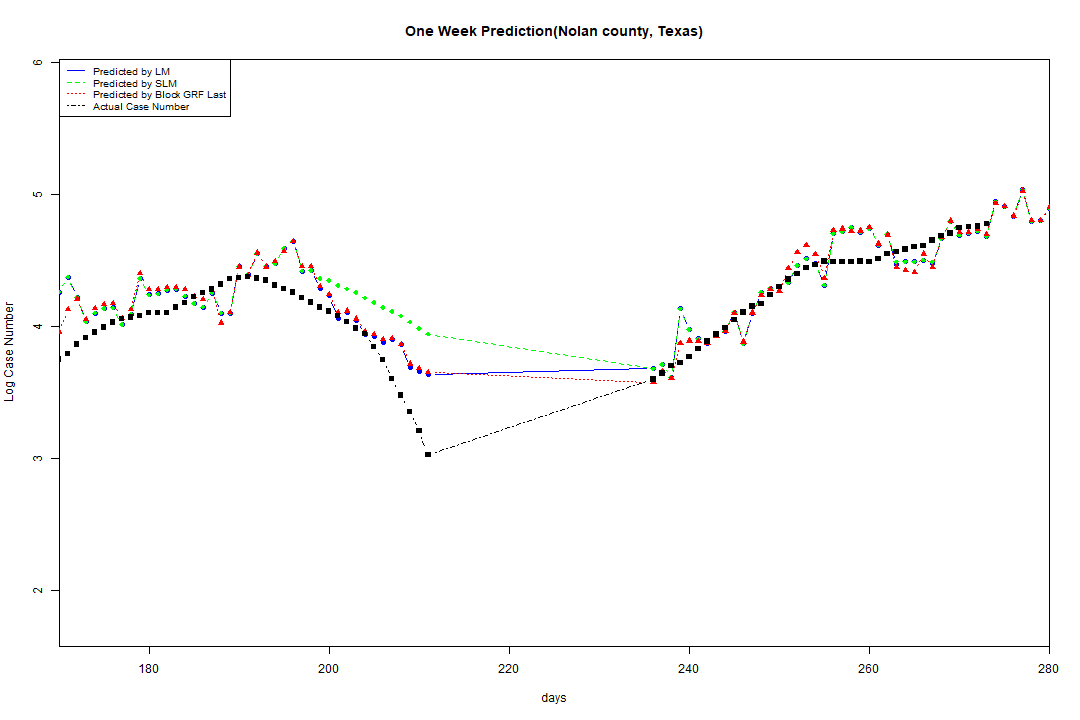 One Week Prediction(Nolan county, Texas)
Predicted by LM
Predicted by SLM
Predicted by Block GRF Last
Actual Case Number
Log Case Number
6
5
4
3
2
180 200 220 240 260 280
days